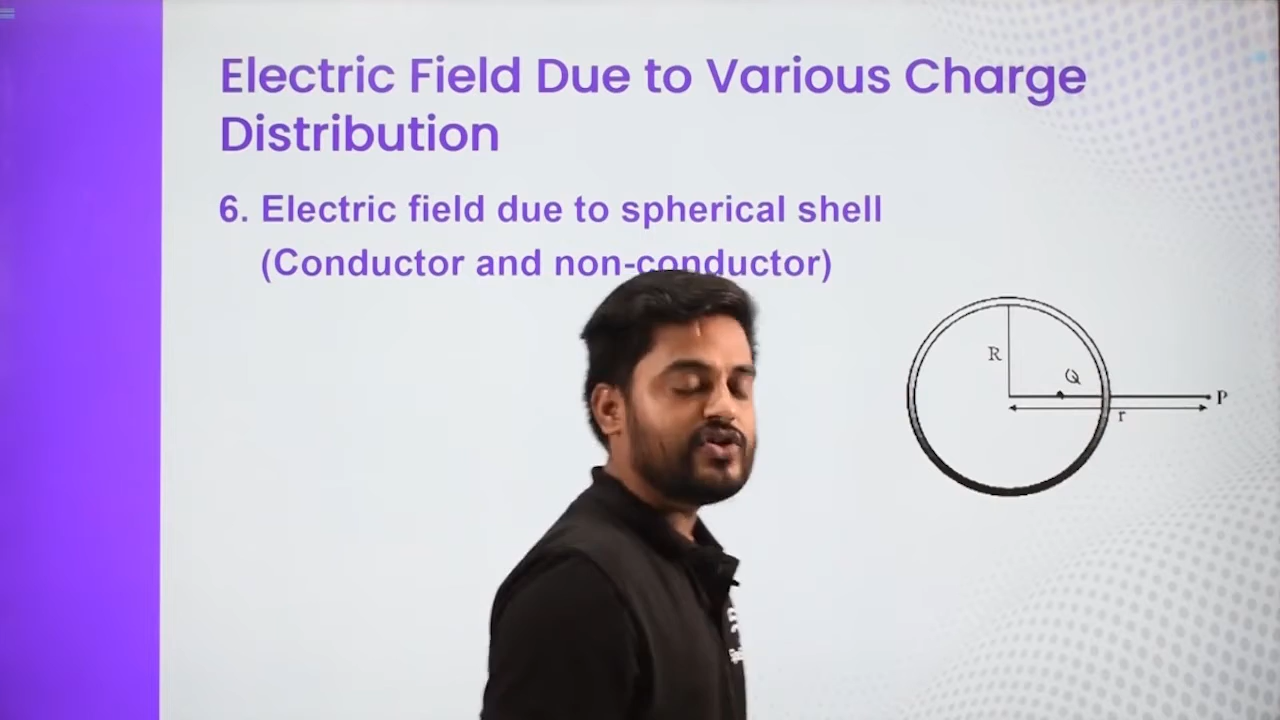 Electric Field Due to Various Charge
Distribution
6. Electric field due to spherical shell
(Conductor and non-conductor)
R
Q
P
r